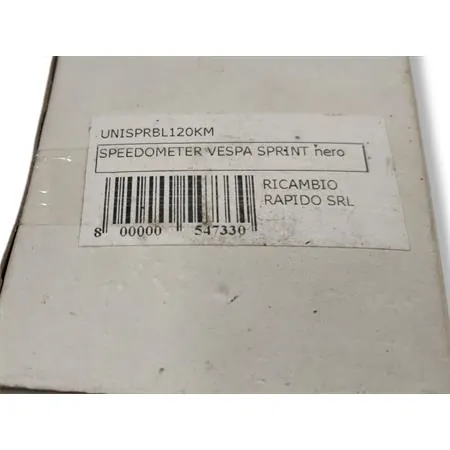 UNISPRBL120KM
SPEEDOMETER VESPA SPRINT nero
RICAMBIO
RAPIDO SRL
8 00000 547330